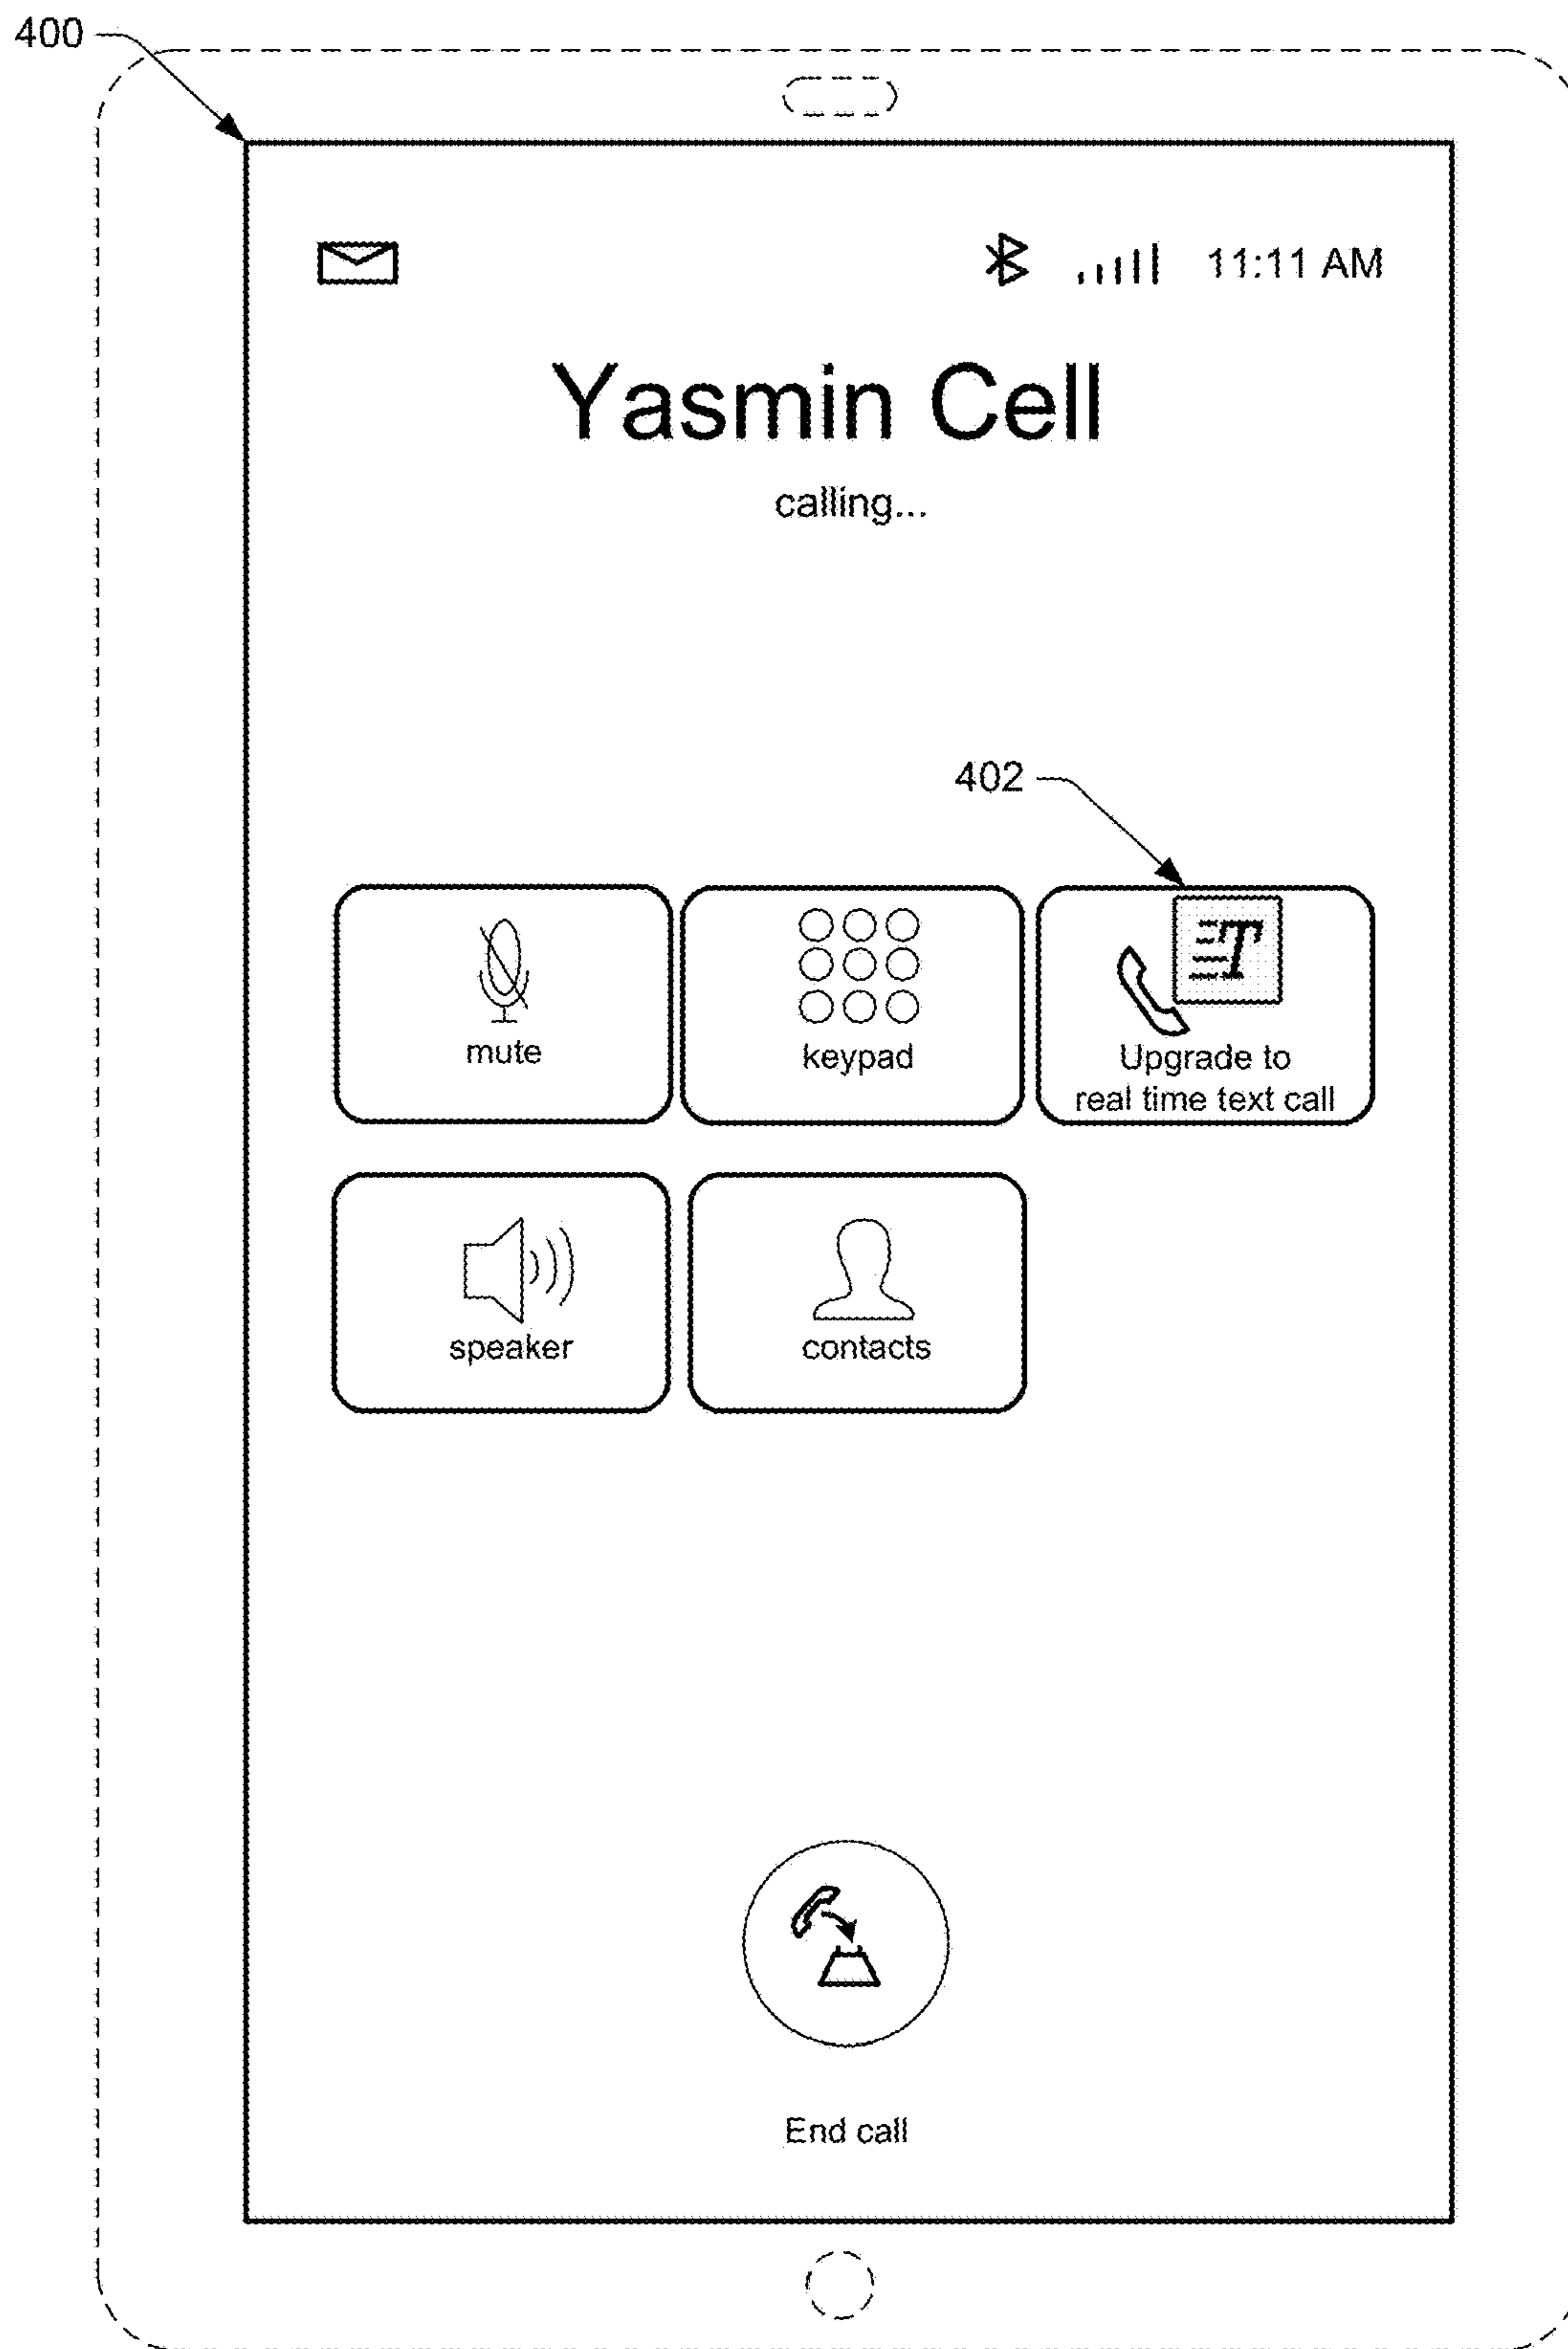 400
11:11 AM
Yasmin Cell
calling...
402
T
mute
keypad
Upgrade to
real time text call
speaker
contacts
End call